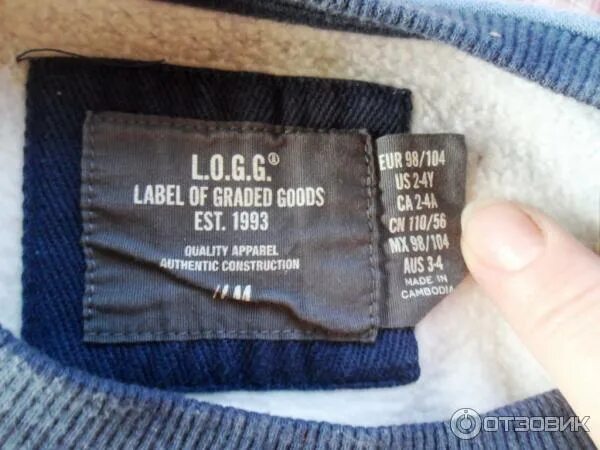 L.O.G.G.®
LABEL OF GRADED GOODS
EST. 1993
QUALITY APPAREL
AUTHENTIC CONSTRUCTION
EUR 98/104
US 2-4Y
CA 2-4A
CN 110/56
MX 98/104
AUS 3-4
MADE IN
CAMBODIA
ОТЗОВИК